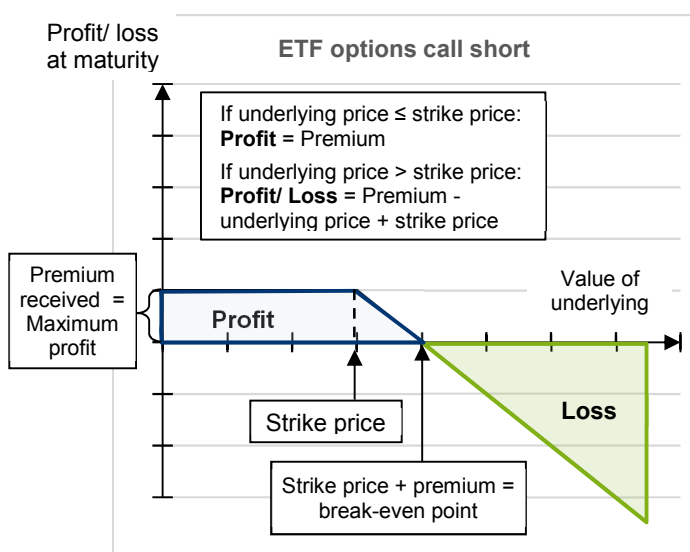 Profit/ loss
at maturity
ETF options call short
If underlying price ≤ strike price:
Profit = Premium
If underlying price > strike price:
Profit/ Loss = Premium -
underlying price + strike price
Premium
received =
Maximum
profit
Value of
underlying
Profit
Strike price
Loss
Strike price + premium =
break-even point